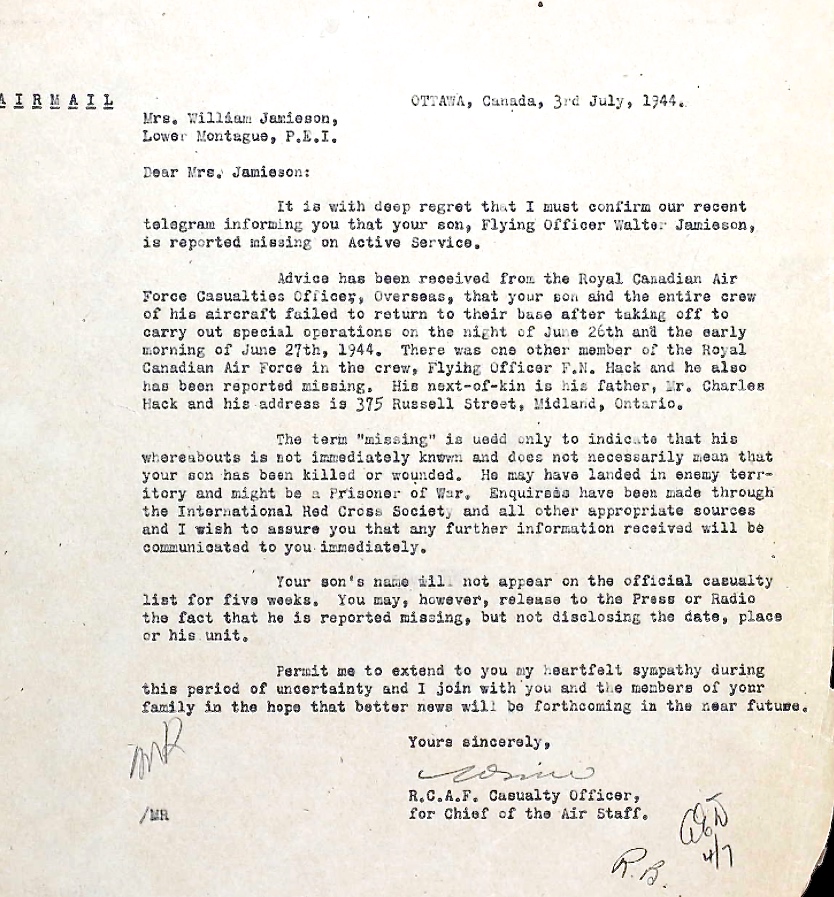 AIRMAIL
OTTAWA, Canada, 3rd July, 1944.
Mrs. William Jamieson,
Lower Montague, P.E.I.
Dear Mrs. Jamieson:
It is with deep regret that I must confirm our recent
telegram informing you that your son, Flying Officer Walter Jamieson,
is reported missing on Active Service.
Advice has been received from the Royal Canadian Air
Force Casualties Officer, Overseas, that your son and the entire crew
of his aircraft failed to return to their base after taking off to
carry out special operations on the night of June 26th and the early
morning of June 27th, 1944. There was one other member of the Royal
Canadian Air Force in the crew, Flying Officer F.N. Hack and he also
has been reported missing. His next-of-kin is his father, Mr. Charles
Hack and his address is 375 Russell Street, Midland, Ontario.
The term "missing" is uedd only to indicate that his
whereabouts is not immediately known and does not necessarily mean that
your son has been killed or wounded. He may have landed in enemy terr-
itory and might be a Prisoner of War. Enquiress have been made through
the International Red Cross Society and all other appropriate sources
and I wish to assure you that any further information received will be
communicated to you immediately.
Your son's name will not appear on the official casualty
list for five weeks. You may, however, release to the Press or Radio
the fact that he is reported missing, but not disclosing the date, place
or his unit.
Permit me to extend to you my heartfelt sympathy during
this period of uncertainty and I join with you and the members of your
family in the hope that better news will be forthcoming in the near future.
MR
Yours sincerely,
R.C.A.F. Casualty Officer,
for Chief of the Air Staff.
/MR
4/7
R.B.